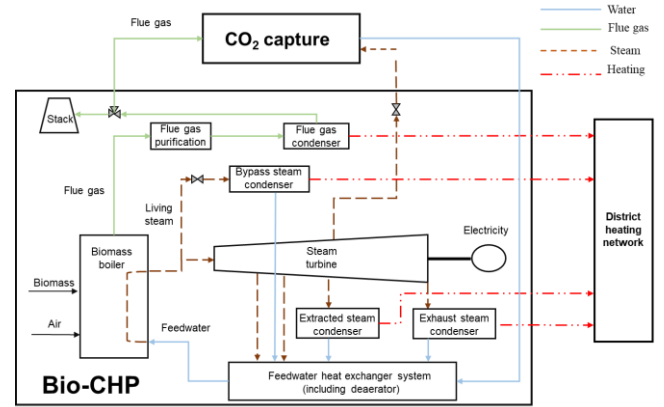 Flue gas
CO2 capture
Water
Flue gas
Steam
Heating
Stack
Flue gas
purification
Flue gas
condenser
Flue gas
Bypass steam
condenser
Living
steam
District
heating
network
Biomass
boiler
Steam
turbine
Electricity
Biomass
Air
Feedwater
Extracted steam
condenser
Exhaust steam
condenser
Bio-CHP
Feedwater heat exchanger system
(including deaerator)